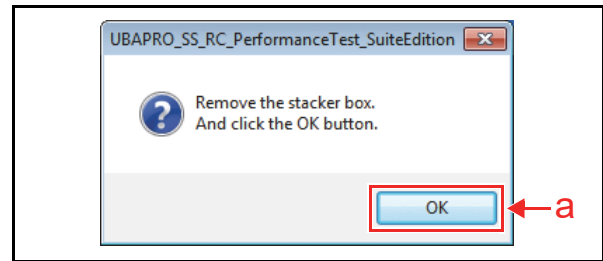 UBAPRO_SS_RC_PerformanceTest_SuiteEdition
Remove the stacker box.
And click the OK button.
OK
a